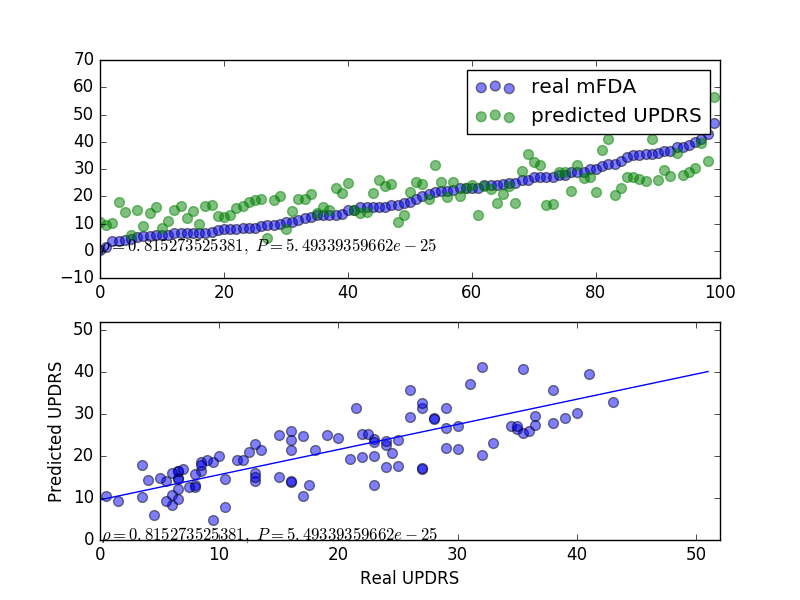 70
60
50
40
30
20
10
0
−10
real mFDA
predicted UPDRS
ρ = 0.815273525381, P = 5.49339359662e − 25
0 20 40 60 80 100
50
40
30
20
10
0
Predicted UPDRS
ρ = 0.815273525381, P = 5.49339359662e − 25
0 10 20 30 40 50
Real UPDRS